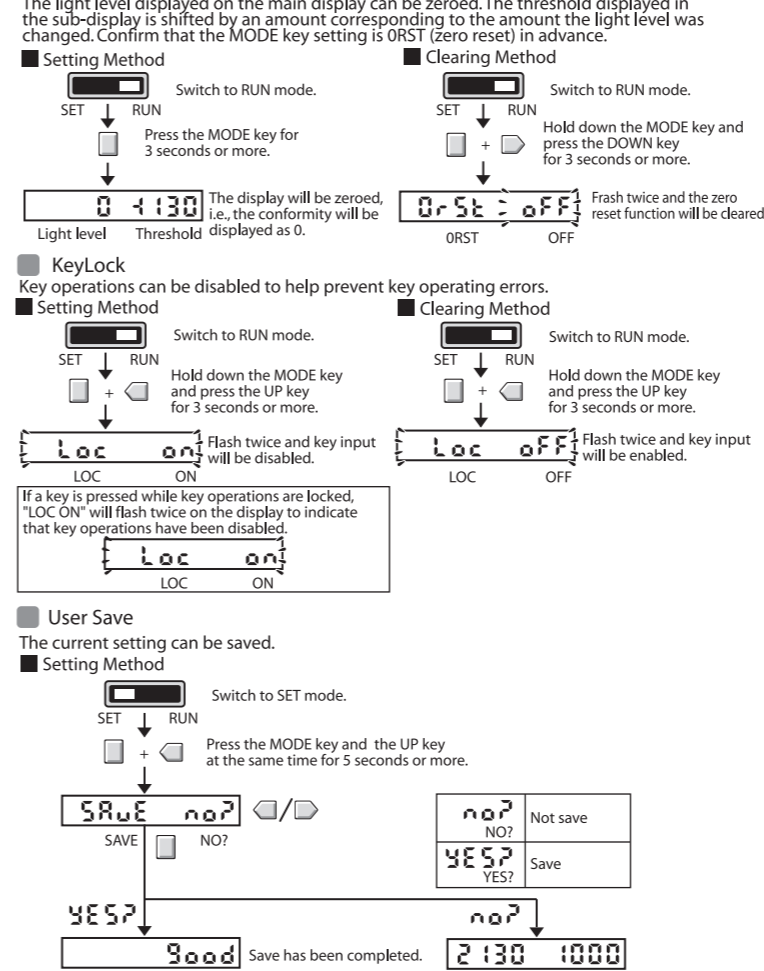 The light level displayed on the main display can be zeroed. The threshold displayed in
the sub-display is shifted by an amount corresponding to the amount the light level was
changed. Confirm that the MODE key setting is 0RST (zero reset) in advance.
■ Setting Method
Switch to RUN mode.
SET RUN
Press the MODE key for
3 seconds or more.
0 1130
The display will be zeroed,
i.e., the conformity will be
displayed as 0.
Light level Threshold
■ Clearing Method
Switch to RUN mode.
SET RUN
+
Hold down the MODE key and
press the DOWN key
for 3 seconds or more.
0rSt oFF
Frash twice and the zero
reset function will be cleared
0RST OFF
KeyLock
Key operations can be disabled to help prevent key operating errors.
■ Setting Method
Switch to RUN mode.
SET RUN
+
Hold down the MODE key
and press the UP key
for 3 seconds or more.
Loc on
Flash twice and key input
will be disabled.
LOC ON
If a key is pressed while key operations are locked,
"LOC ON" will flash twice on the display to indicate
that key operations have been disabled.
Loc on
LOC ON
■ Clearing Method
Switch to RUN mode.
SET RUN
+
Hold down the MODE key
and press the UP key
for 3 seconds or more.
Loc oFF
Flash twice and key input
will be enabled.
LOC OFF
User Save
The current setting can be saved.
■ Setting Method
Switch to SET mode.
SET RUN
+
Press the MODE key and the UP key
at the same time for 5 seconds or more.
SAvE no?
/
SAVE NO?
no?
NO?
Not save
YES?
YES?
Save
YES? no?
good
Save has been completed.
2130 1000